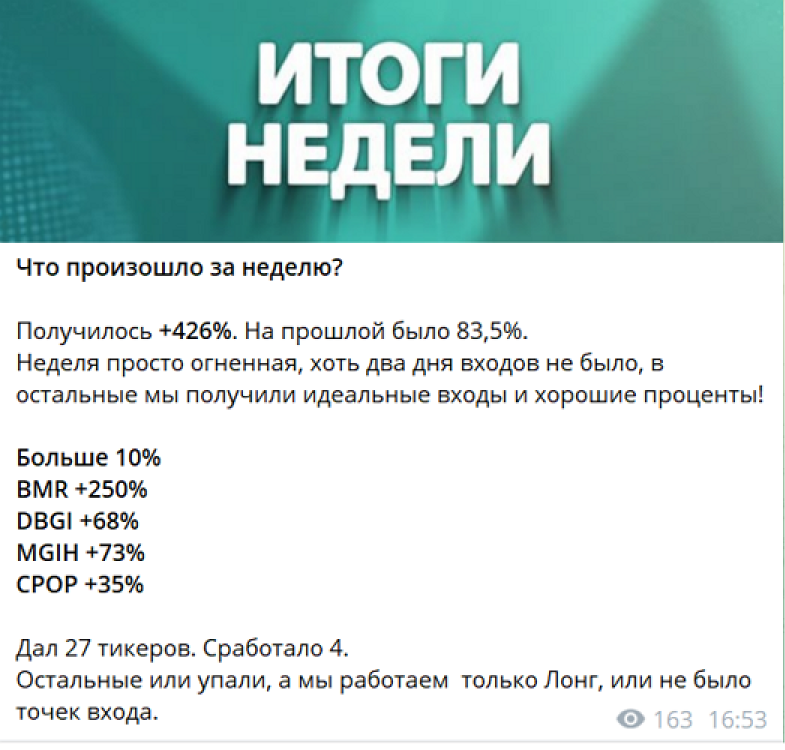 ИТОГИ
НЕДЕЛИ
Что произошло за неделю?
Получилось +426%. На прошлой было 83,5%.
Неделя просто огненная, хоть два дня входов не было, в
остальные мы получили идеальные входы и хорошие проценты!
Больше 10%
BMR +250%
DBGI +68%
MGIH +73%
CPOP +35%
Дал 27 тикеров. Сработало 4.
Остальные или упали, а мы работаем  только Лонг, или не было
точек входа.
163 16:53